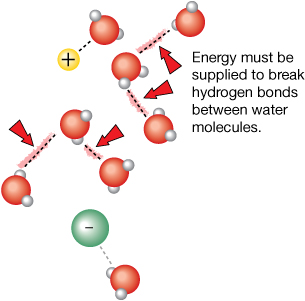 +
Energy must be
supplied to break
hydrogen bonds
between water
molecules.
-